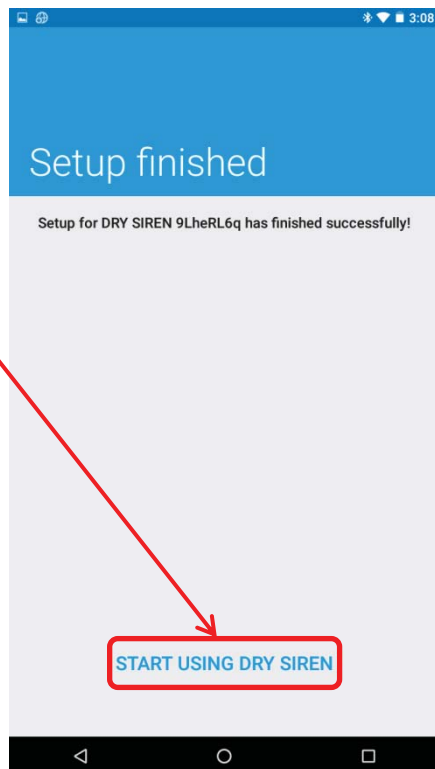 3:08
Setup finished
Setup for DRY SIREN 9LheRL6q has finished successfully!
START USING DRY SIREN